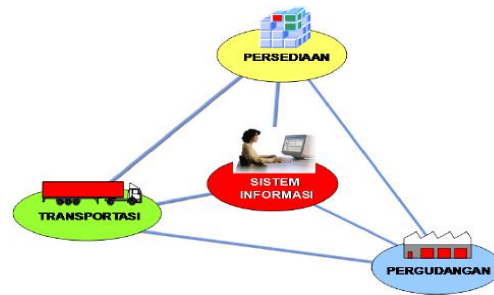 PERSEDIAAN
SISTEM
INFORMASI
TRANSPORTASI
PERGUDANGAN